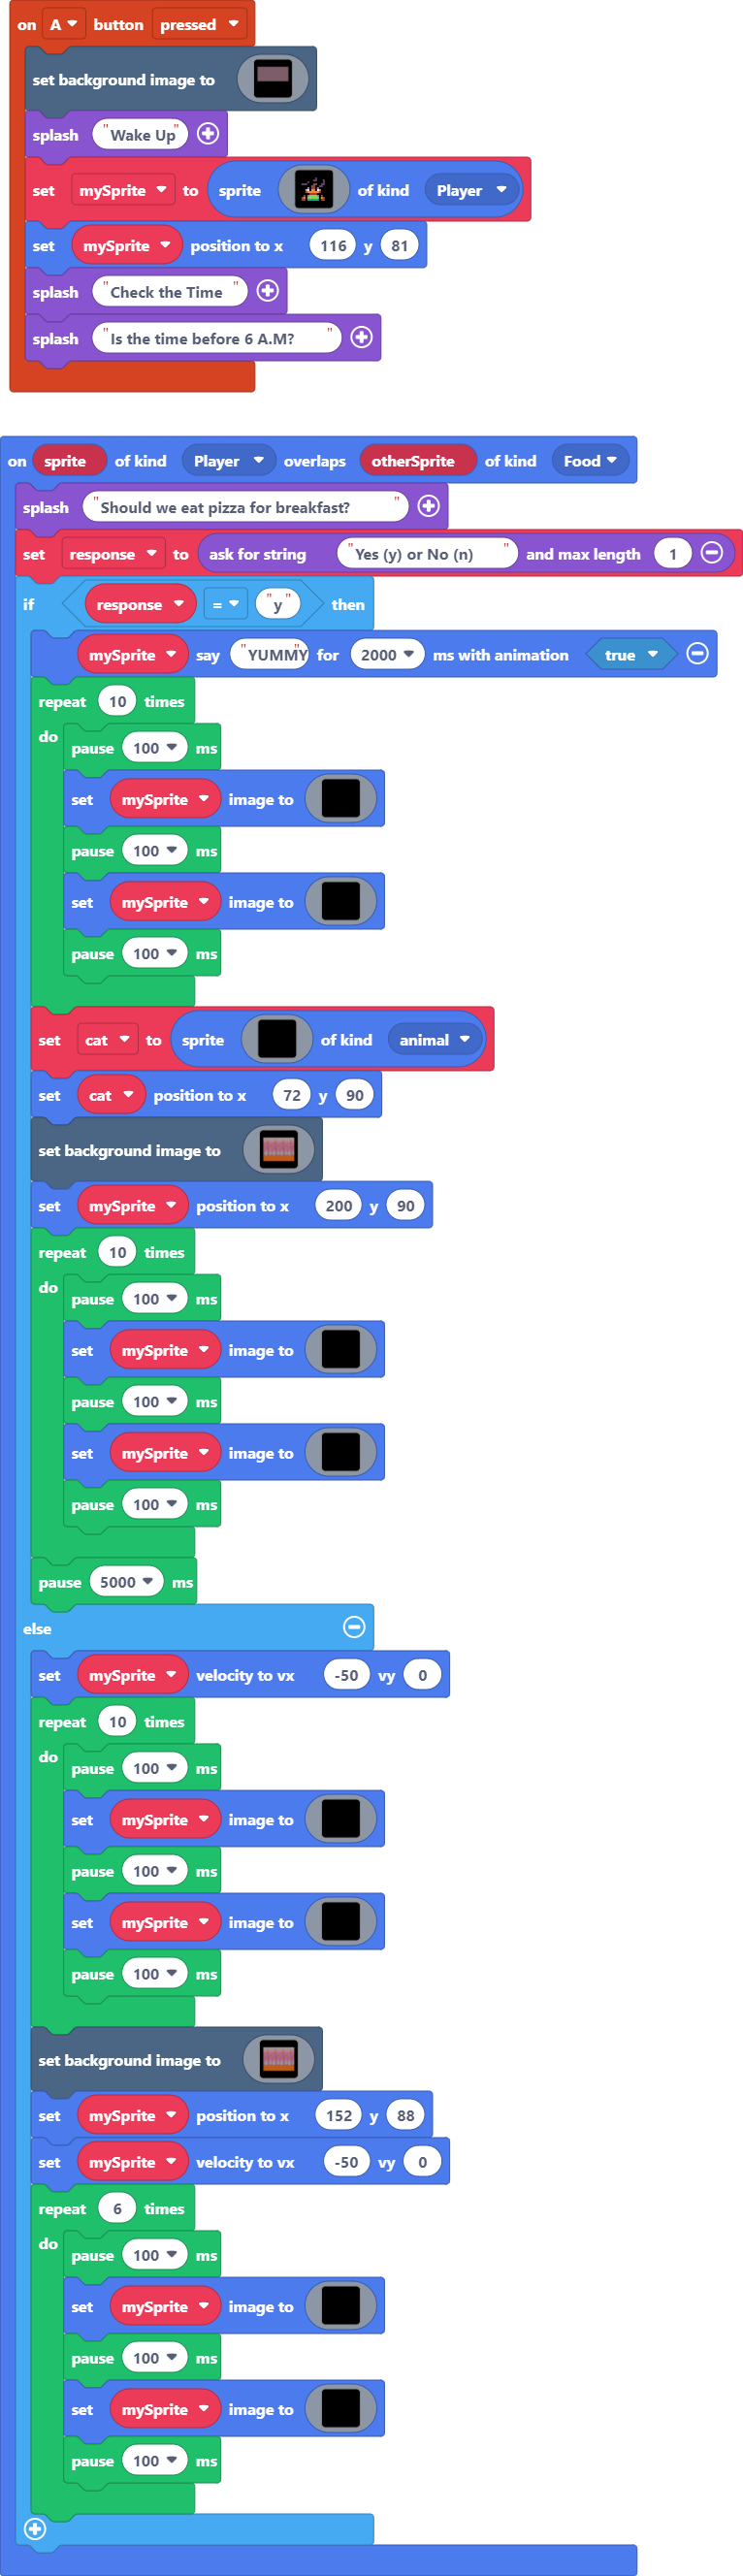 on A button pressed
set background image to
splash "Wake Up"
set mySprite to sprite of kind Player
set mySprite position to x 116 y 81
splash "Check the Time "
splash "Is the time before 6 A.M? "
on sprite of kind Player overlaps otherSprite of kind Food
splash "Should we eat pizza for breakfast? "
set response to ask for string "Yes (y) or No (n) " and max length 1
if response = "y" then
mySprite say "YUMMY" for 2000 ms with animation true
repeat 10 times
do pause 100 ms
set mySprite image to
pause 100 ms
set mySprite image to
pause 100 ms
set cat to sprite of kind animal
set cat position to x 72 y 90
set background image to
set mySprite position to x 200 y 90
repeat 10 times
do pause 100 ms
set mySprite image to
pause 100 ms
set mySprite image to
pause 100 ms
pause 5000 ms
else
set mySprite velocity to vx -50 vy 0
repeat 10 times
do pause 100 ms
set mySprite image to
pause 100 ms
set mySprite image to
pause 100 ms
set background image to
set mySprite position to x 152 y 88
set mySprite velocity to vx -50 vy 0
repeat 6 times
do pause 100 ms
set mySprite image to
pause 100 ms
set mySprite image to
pause 100 ms